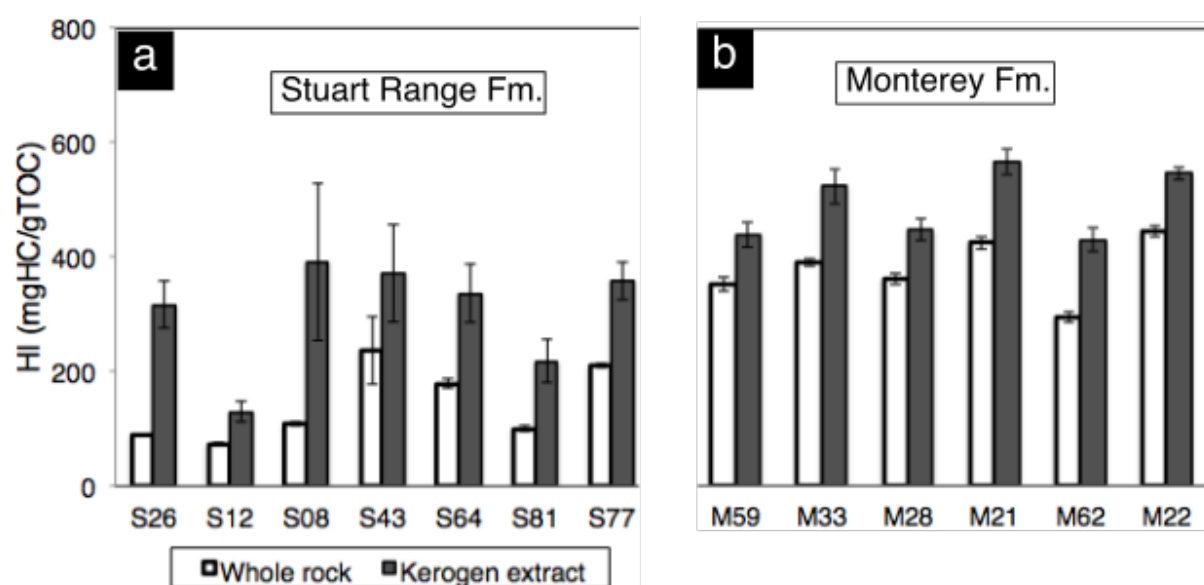 a
Stuart Range Fm.
HI (mgHC/gTOC)
800
600
400
200
0
S26 S12 S08 S43 S64 S81 S77
Whole rock Kerogen extract
b
Monterey Fm.
M59 M33 M28 M21 M62 M22